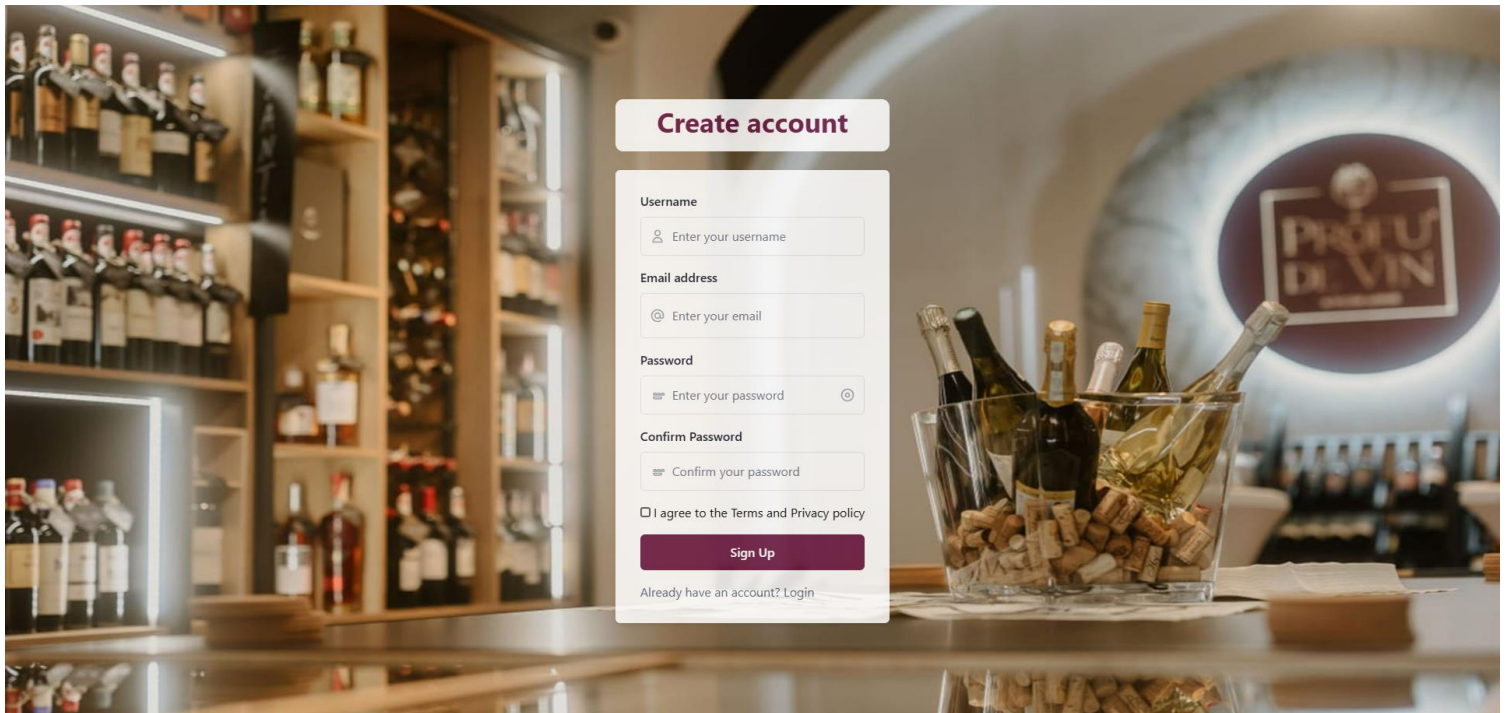 Create account
Username
Enter your username
Email address
Enter your email
Password
Enter your password
Confirm Password
Confirm your password
I agree to the Terms and Privacy policy
Sign Up
Already have an account? Login
PROFU'
DI VIN